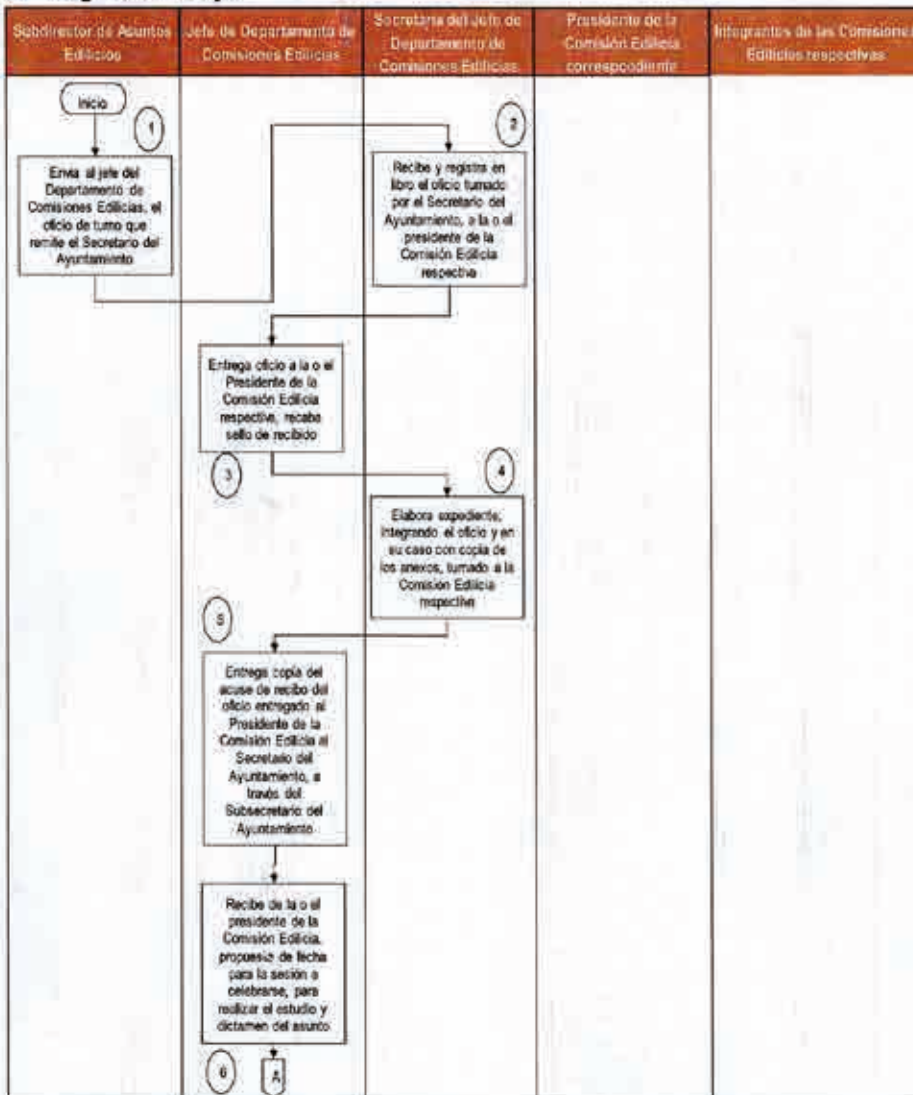 Subdirector de Asuntos
Edilicios
Jefe de Departamento de
Comisiones Edilicias
Secretaria del Jefe de
Departamento de
Comisiones Edilicias
Presidente de la
Comisión Edilicia
correspondiente
Integrantes de las Comisiones
Edilicias respectivas
Inicio
1
Envía al jefe del
Departamento de
Comisiones Edilicias, el
oficio de turno que
remite el Secretario del
Ayuntamiento
2
Recibe y registra en
libro el oficio turnado
por el Secretario del
Ayuntamiento, a la o el
presidente de la
Comisión Edilicia
respectiva
Entrega oficio a la o el
Presidente de la
Comisión Edilicia
respectiva, recaba
sello de recibido
3
4
Elabora expediente,
integrando el oficio y en
su caso con copia de
los anexos, turnado a la
Comisión Edilicia
respectiva
5
Entrega copia del
acuse de recibo del
oficio entregado al
Presidente de la
Comisión Edilicia al
Secretario del
Ayuntamiento, a
través del
Subsecretario del
Ayuntamiento
Recibe de la o el
presidente de la
Comisión Edilicia,
propuesta de fecha
para la sesión a
celebrarse, para
realizar el estudio y
dictamen del asunto
6
A